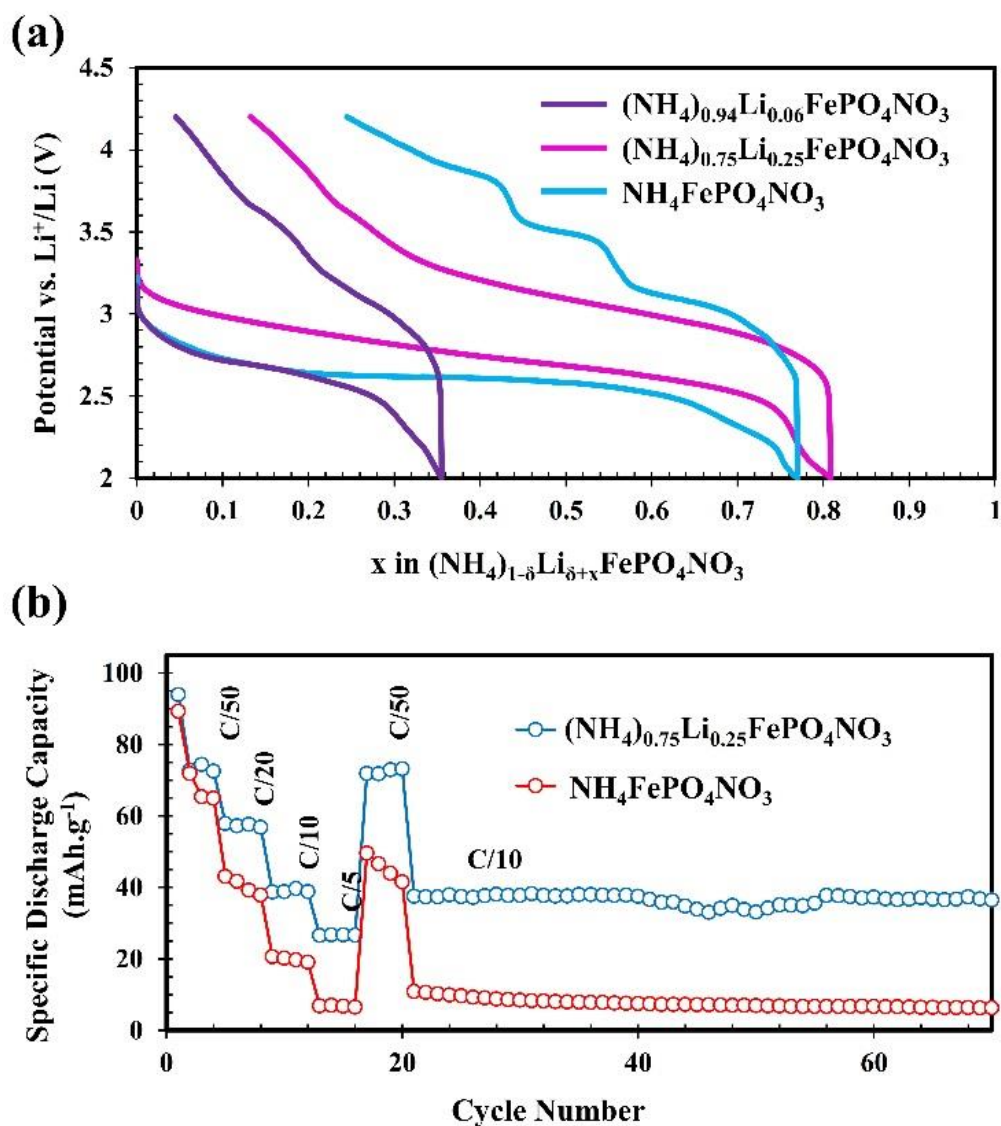 (a)
4.5
4
3.5
3
2.5
2
Potential vs. Li⁺/Li (V)
(NH₄)₀.₉₄Li₀.₀₆FePO₄NO₃
(NH₄)₀.₇₅Li₀.₂₅FePO₄NO₃
NH₄FePO₄NO₃
0 0.1 0.2 0.3 0.4 0.5 0.6 0.7 0.8 0.9 1
x in (NH₄)₁₋δLiδ₊ₓFePO₄NO₃
(b)
100
80
60
40
20
0
Specific Discharge Capacity
(mAh.g⁻¹)
C/50
C/20
C/10
C/5
C/50
C/10
(NH₄)₀.₇₅Li₀.₂₅FePO₄NO₃
NH₄FePO₄NO₃
0 20 40 60
Cycle Number